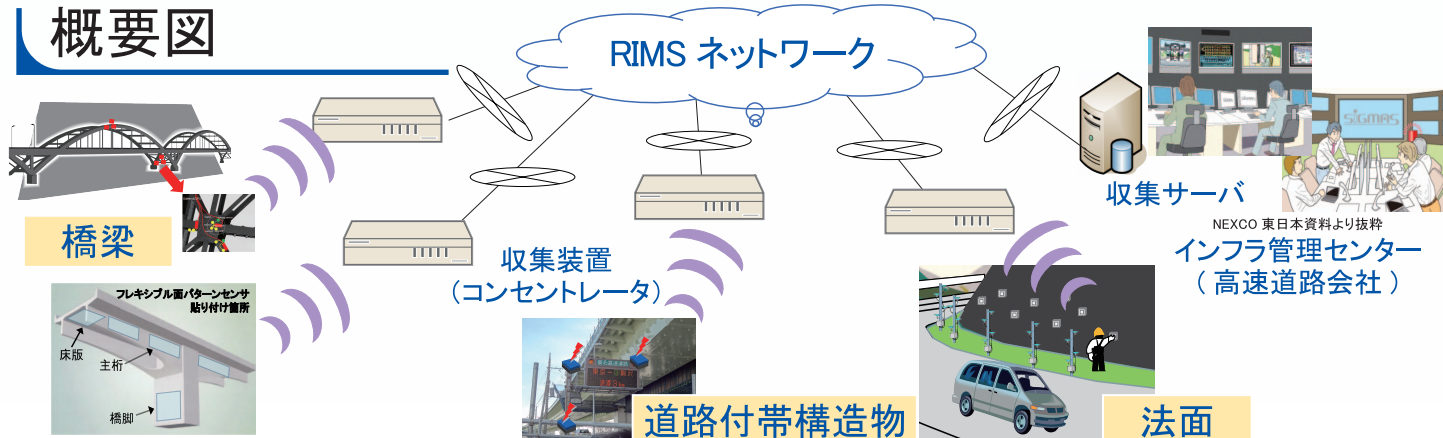 概要図
RIMS ネットワーク
収集サーバ
SIGMAS
NEXCO 東日本資料より抜粋
インフラ管理センター
( 高速道路会社 )
橋梁
収集装置
(コンセントレータ)
フレキシブル面パターンセンサ
貼り付け箇所
床版
主桁
橋脚
道路付帯構造物
法面